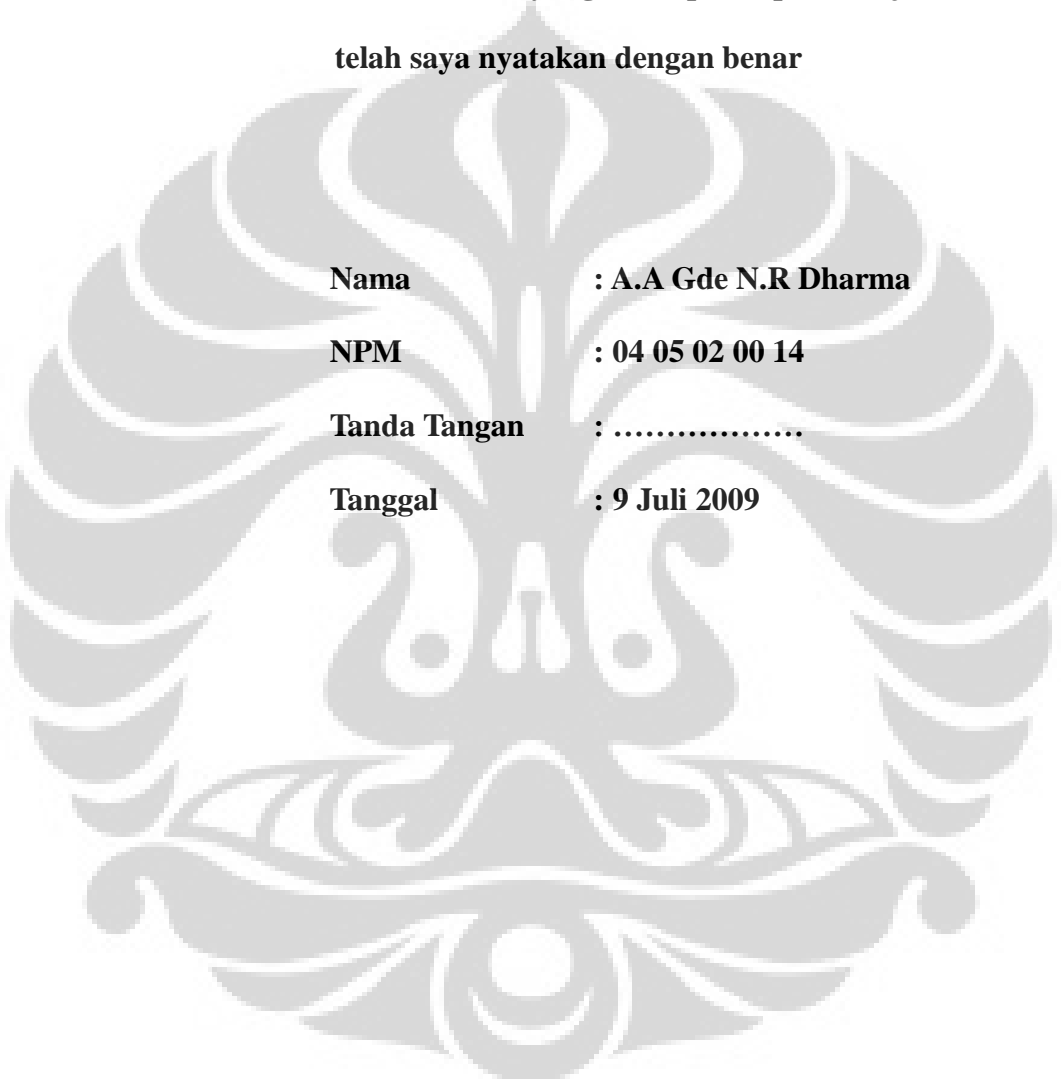 telah saya nyatakan dengan benar
Nama : A.A Gde N.R Dharma
NPM : 04 05 02 00 14
Tanda Tangan : ………………
Tanggal : 9 Juli 2009